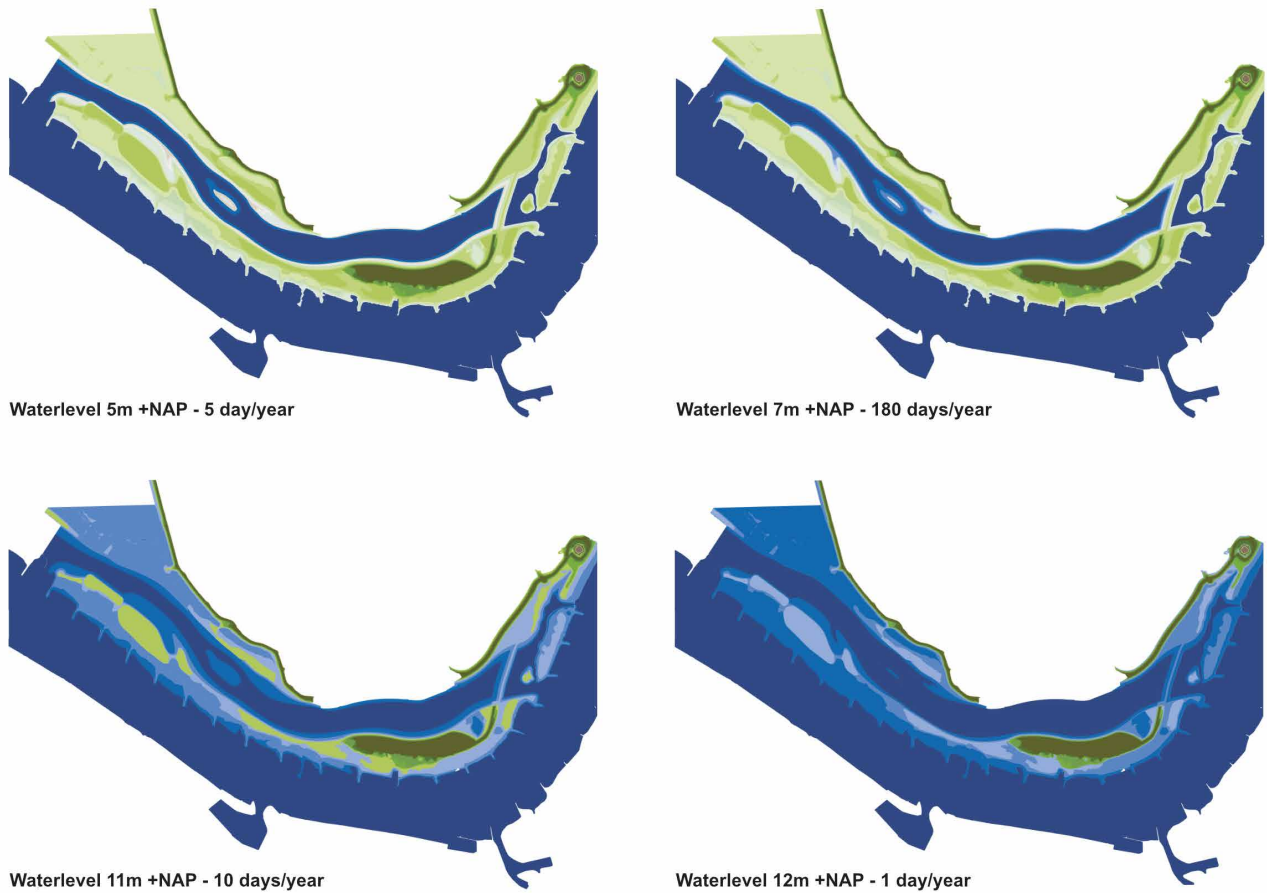 Waterlevel 5m +NAP - 5 day/year
Waterlevel 7m +NAP - 180 days/year
Waterlevel 11m +NAP - 10 days/year
Waterlevel 12m +NAP - 1 day/year